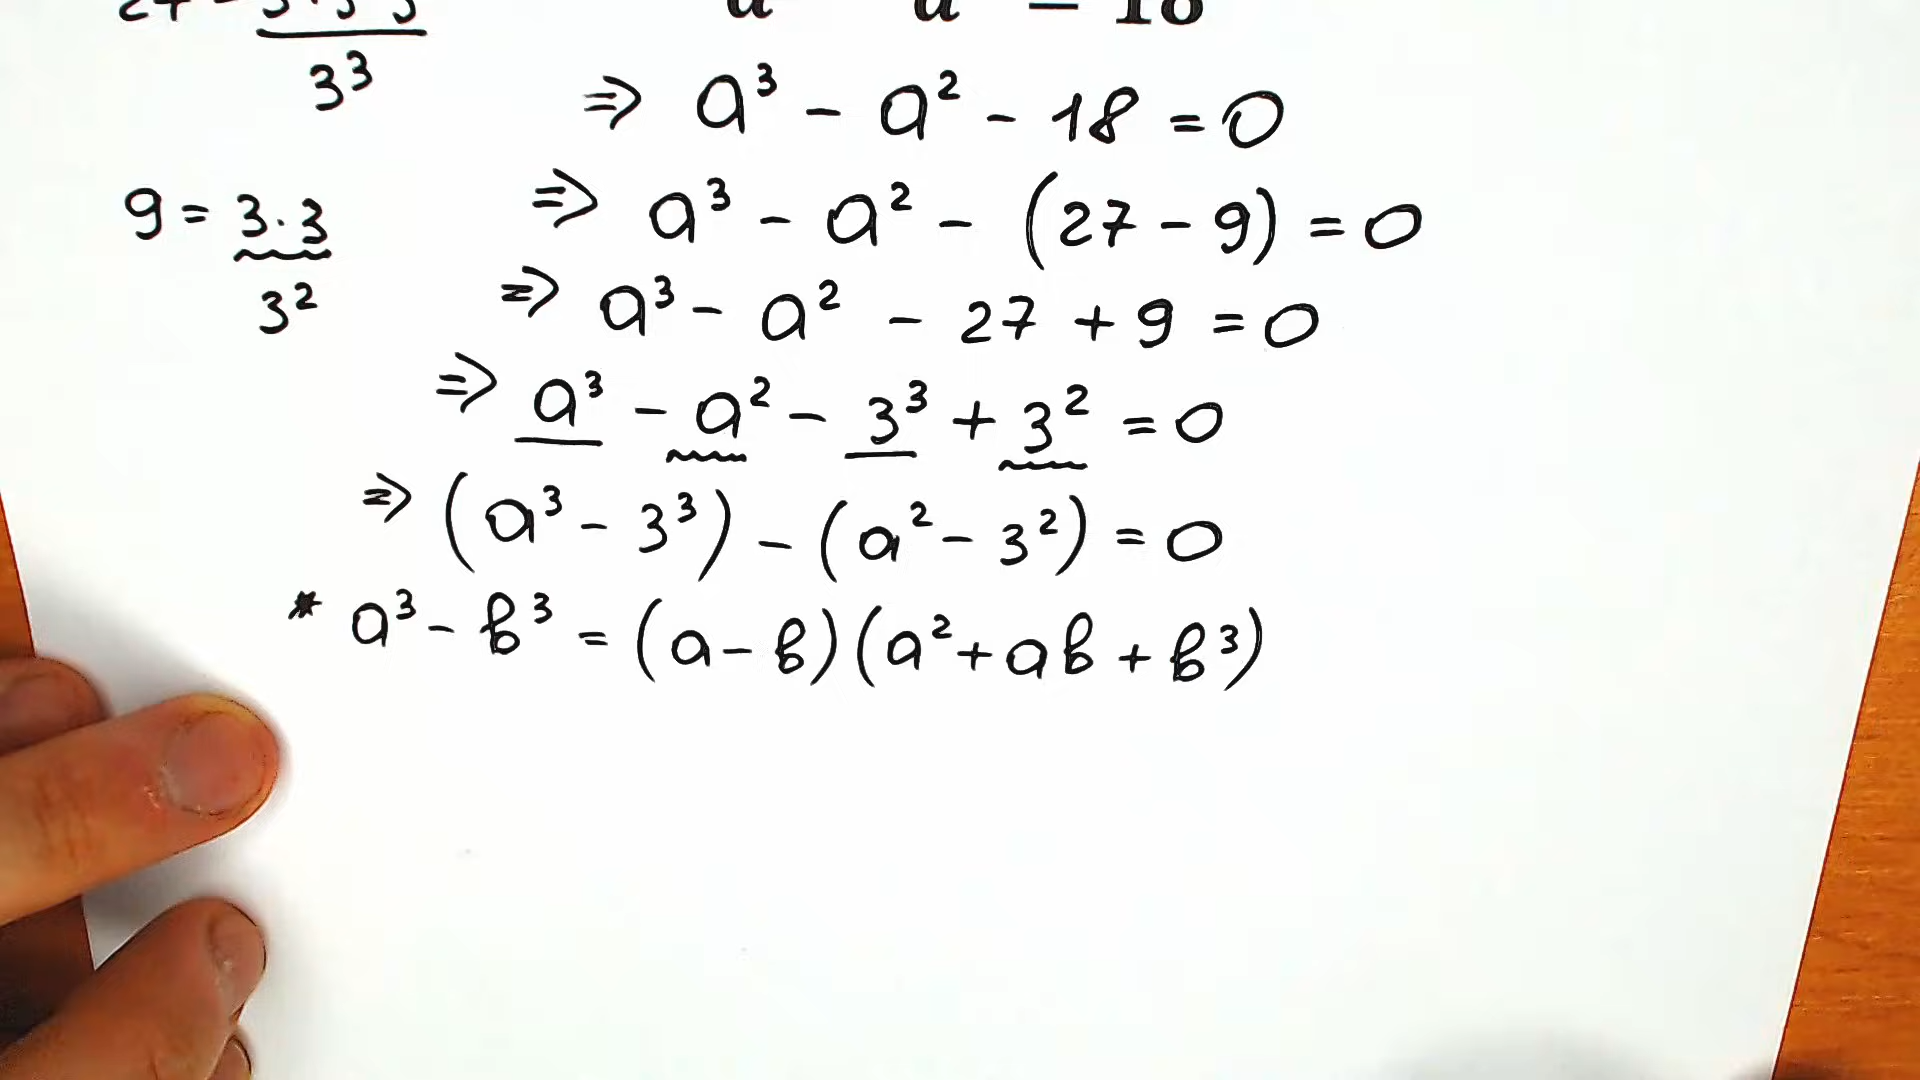 a a = 18
3³
⇒ a³ - a² - 18 = 0
9 = 3·3
3²
⇒ a³ - a² - (27 - 9) = 0
⇒ a³ - a² - 27 + 9 = 0
⇒ a³ - a² - 3³ + 3² = 0
⇒ (a³ - 3³) - (a² - 3²) = 0
* a³ - b³ = (a - b)(a² + ab + b³)